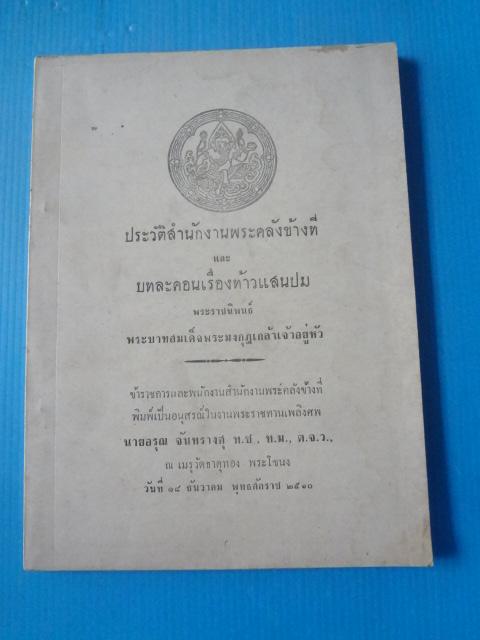 ประวัติสำนักงานพระคลังข้างที่
และ
บทละคอนเรื่องท้าวแสนปม
พระราชนิพนธ์
พระบาทสมเด็จพระมงกุฎเกล้าเจ้าอยู่หัว
ข้าราชการและพนักงานสำนักงานพระคลังข้างที่
พิมพ์เป็นอนุสรณ์ในงานพระราชทานเพลิงศพ
นายอรุณ จันทรางสุ ท.ช., ท.ม., ต.จ.ว.,
ณ เมรุวัดธาตุทอง พระโขนง
วันที่ ๑๔ ธันวาคม พุทธศักราช ๒๕๑๐